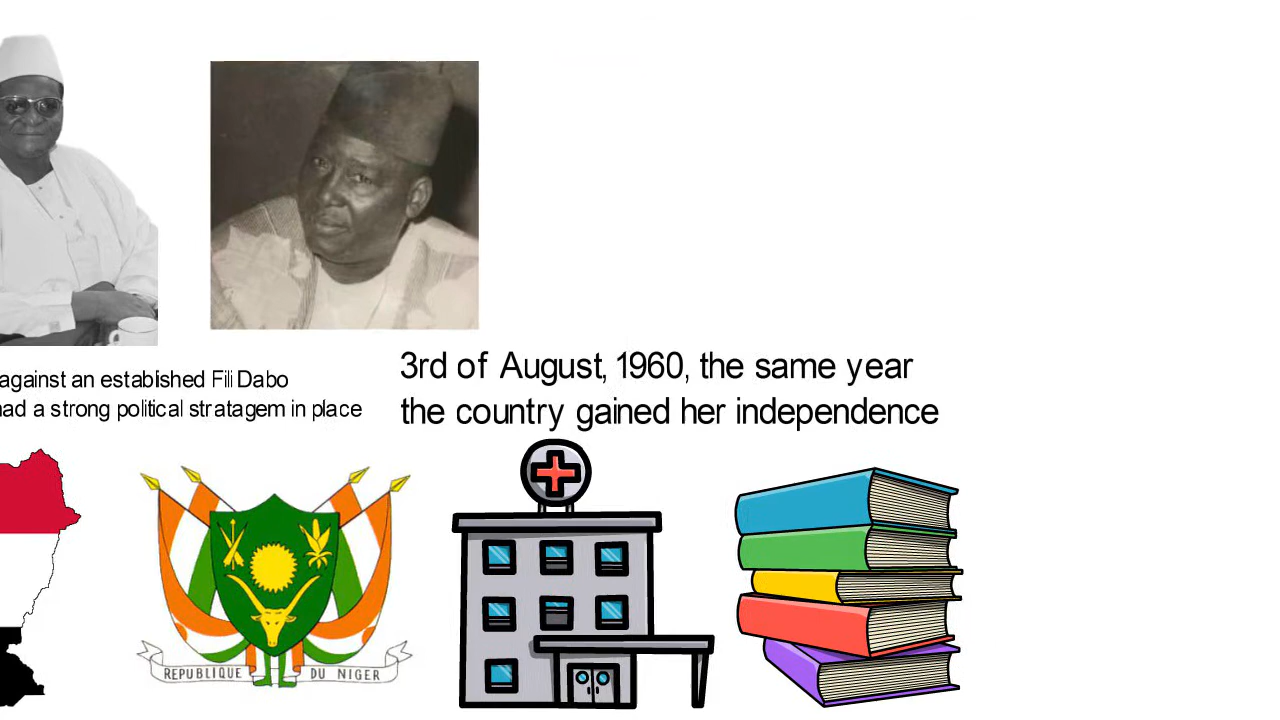 against an established Fili Dabo
had a strong political stratagem in place
3rd of August, 1960, the same year
the country gained her independence
REPUBLIQUE DU NIGER